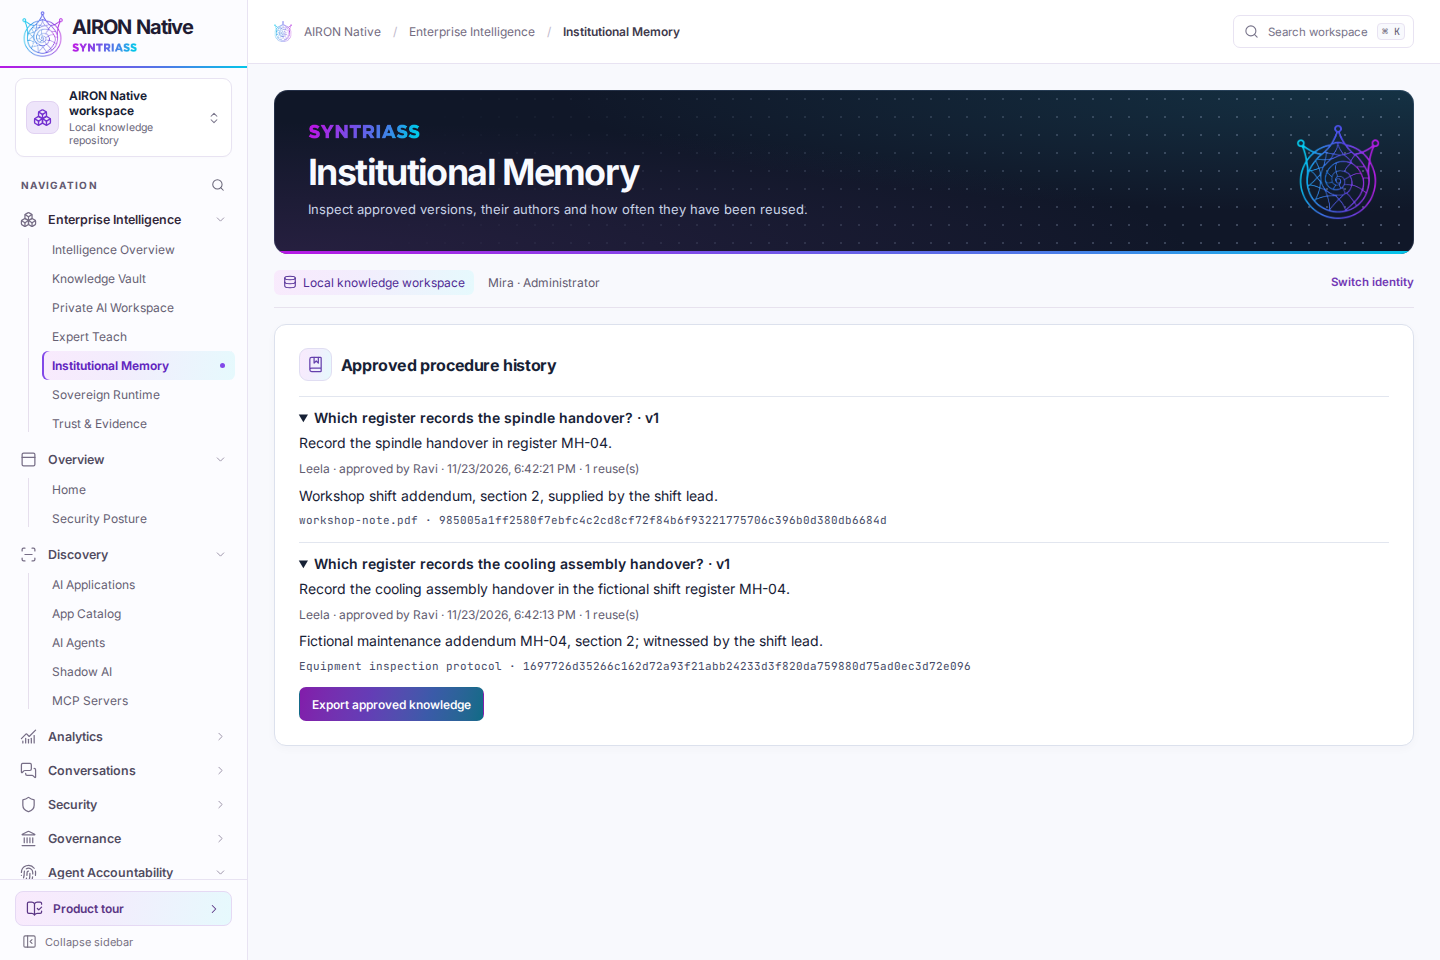 AIRON Native
SYNTRIASS
AIRON Native
workspace
Local knowledge
repository
NAVIGATION
Enterprise Intelligence
Intelligence Overview
Knowledge Vault
Private AI Workspace
Expert Teach
Institutional Memory
Sovereign Runtime
Trust & Evidence
Overview
Home
Security Posture
Discovery
AI Applications
App Catalog
AI Agents
Shadow AI
MCP Servers
Analytics
Conversations
Security
Governance
Agent Accountability
Product tour
Collapse sidebar
AIRON Native / Enterprise Intelligence / Institutional Memory
Search workspace ⌘ K
SYNTRIASS
Institutional Memory
Inspect approved versions, their authors and how often they have been reused.
Local knowledge workspace Mira · Administrator Switch identity
Approved procedure history
▼ Which register records the spindle handover? · v1
Record the spindle handover in register MH-04.
Leela · approved by Ravi · 11/23/2026, 6:42:21 PM · 1 reuse(s)
Workshop shift addendum, section 2, supplied by the shift lead.
workshop-note.pdf · 985005a1ff2580f7ebfc4c2cd8cf72f84b6f93221775706c396b0d380db6684d
▼ Which register records the cooling assembly handover? · v1
Record the cooling assembly handover in the fictional shift register MH-04.
Leela · approved by Ravi · 11/23/2026, 6:42:13 PM · 1 reuse(s)
Fictional maintenance addendum MH-04, section 2; witnessed by the shift lead.
Equipment inspection protocol · 1697726d35266c162d72a93f21abb24233d3f820da759880d75ad0ec3d72e096
Export approved knowledge